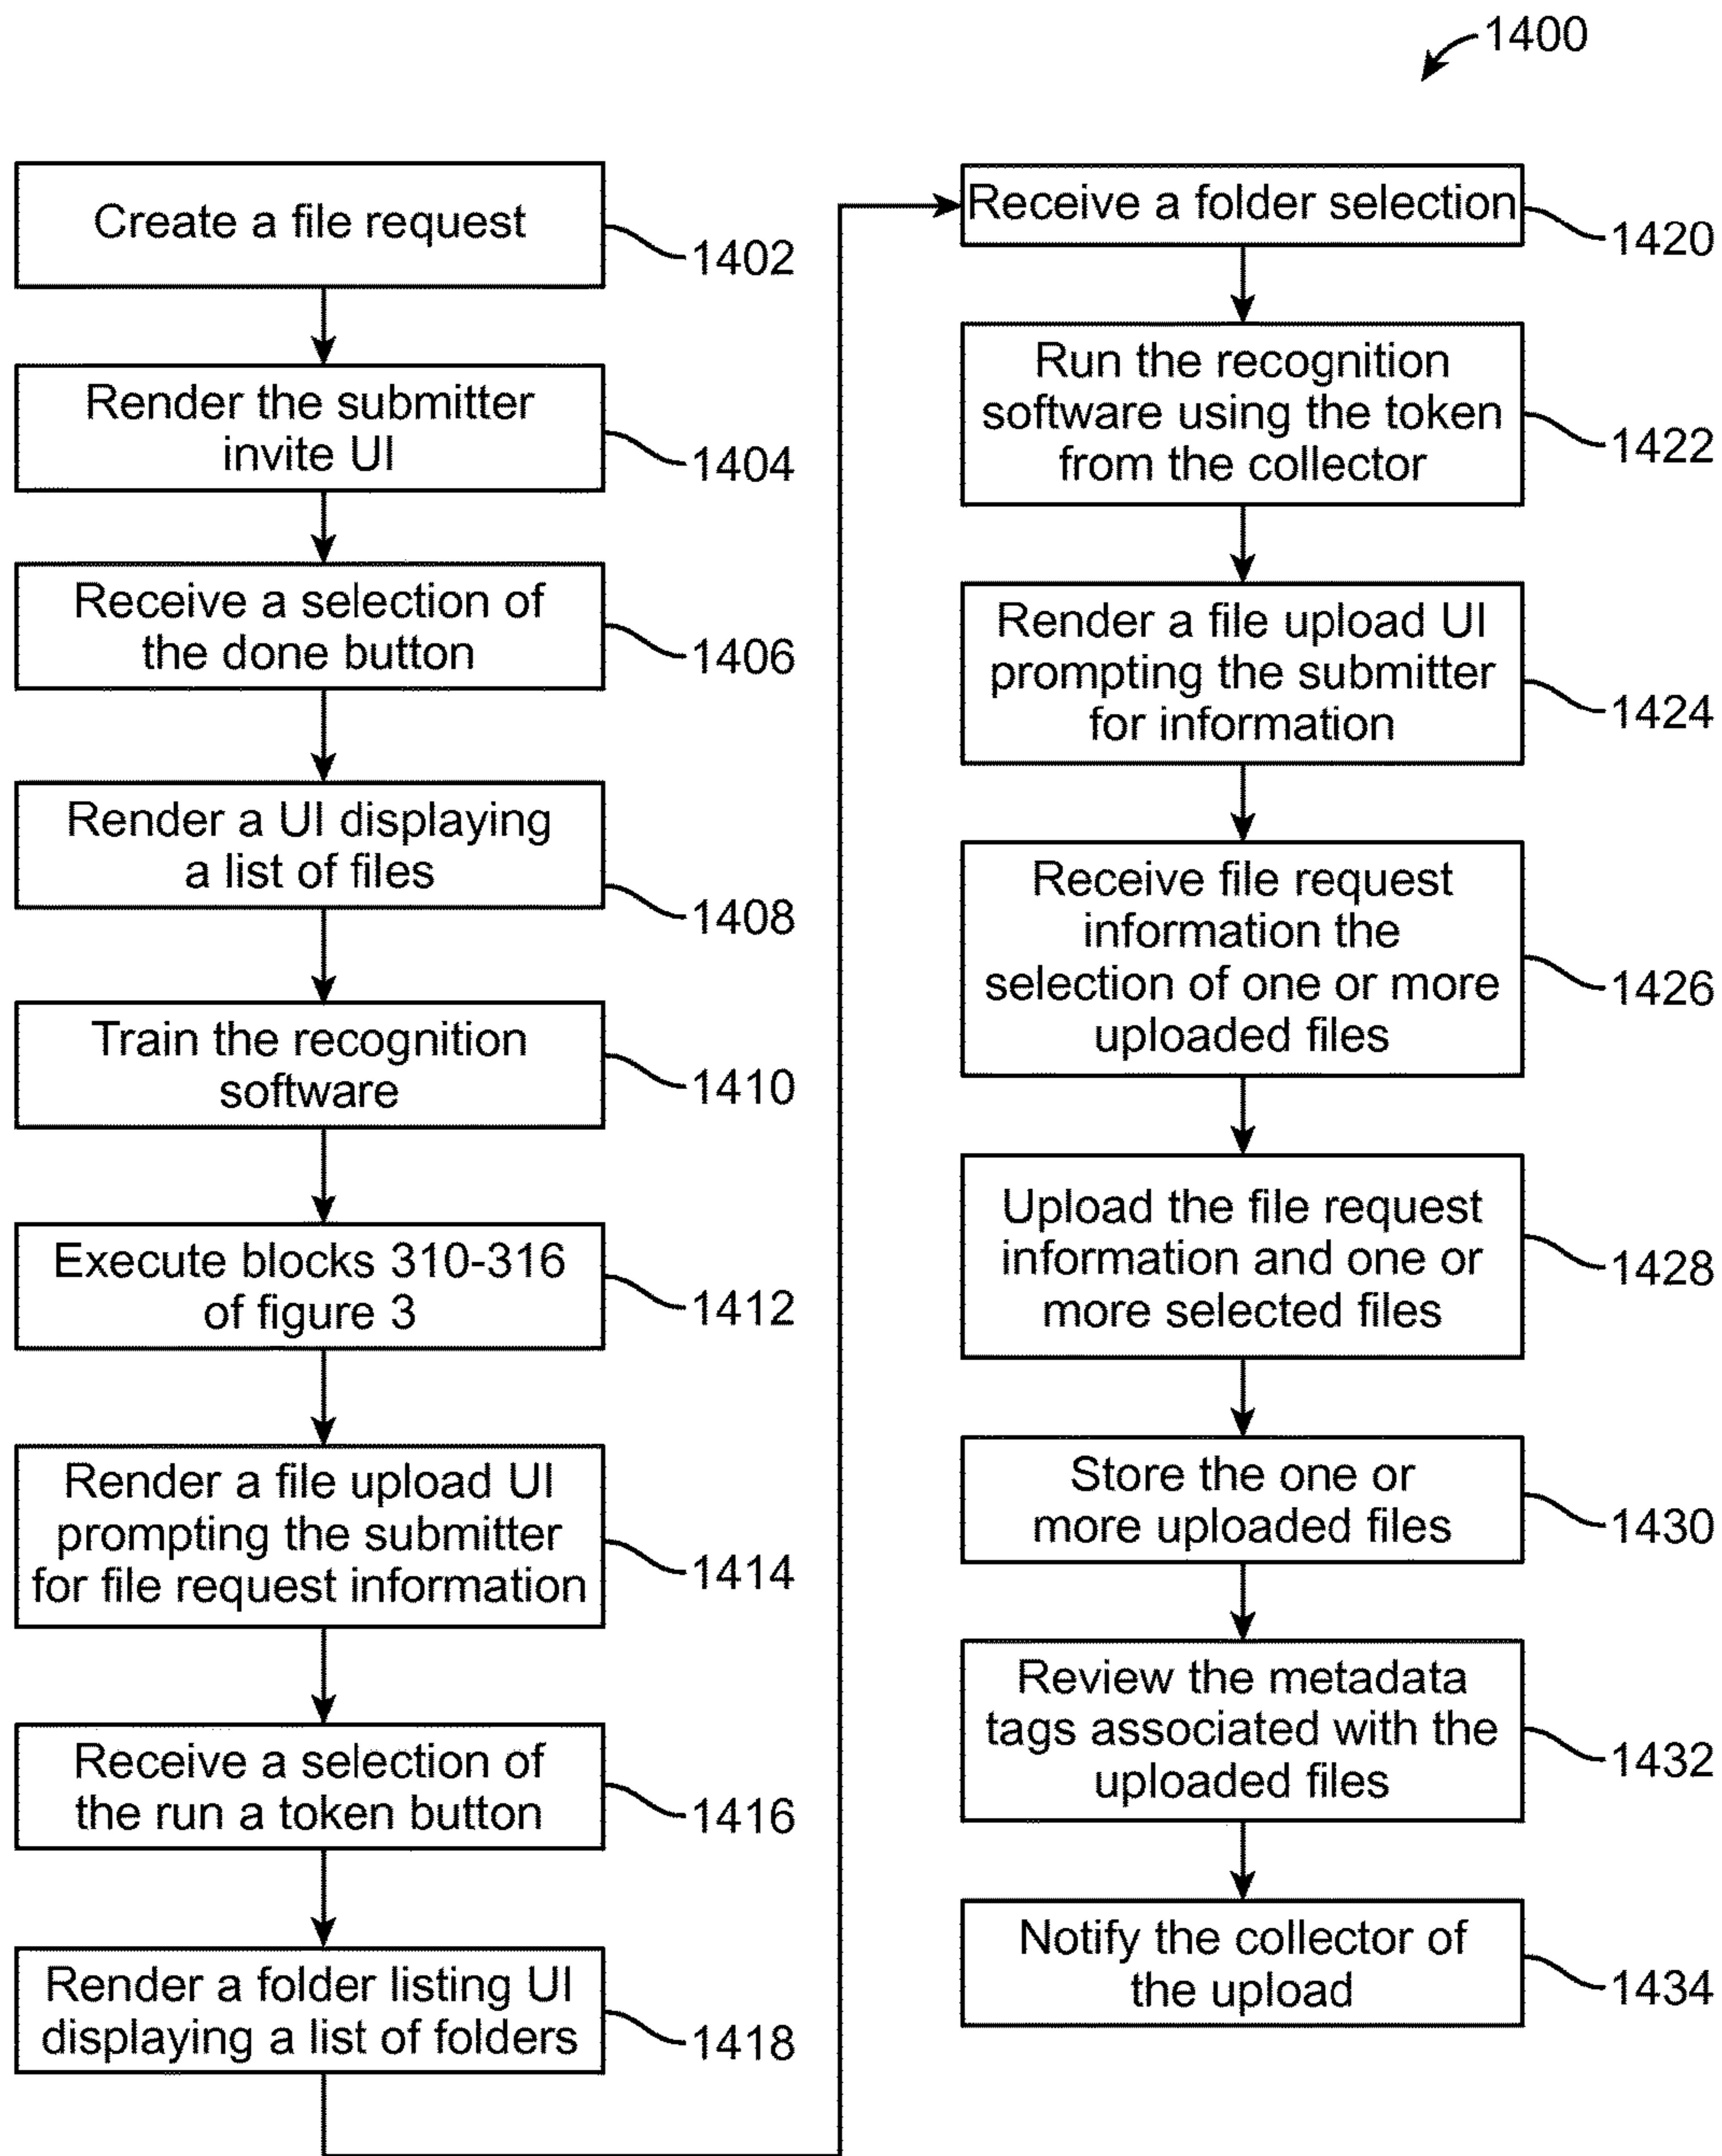 1400
Create a file request
1402
Render the submitter
invite UI
1404
Receive a selection of
the done button
1406
Render a UI displaying
a list of files
1408
Train the recognition
software
1410
Execute blocks 310-316
of figure 3
1412
Render a file upload UI
prompting the submitter
for file request information
1414
Receive a selection of
the run a token button
1416
Render a folder listing UI
displaying a list of folders
1418
Receive a folder selection
1420
Run the recognition
software using the token
from the collector
1422
Render a file upload UI
prompting the submitter
for information
1424
Receive file request
information the
selection of one or more
uploaded files
1426
Upload the file request
information and one or
more selected files
1428
Store the one or
more uploaded files
1430
Review the metadata
tags associated with the
uploaded files
1432
Notify the collector of
the upload
1434